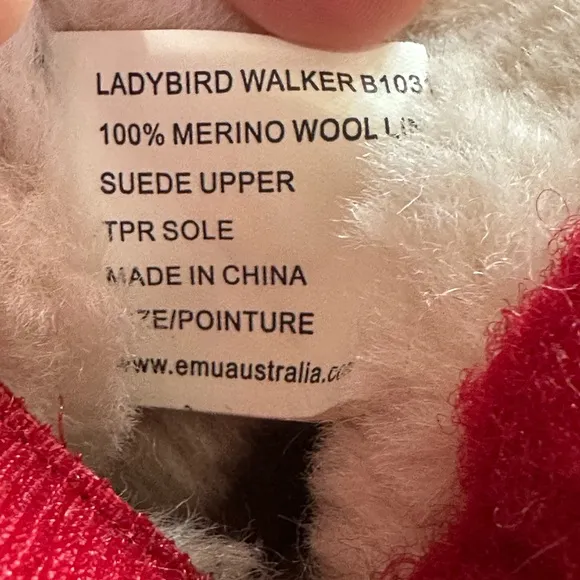 LADYBIRD WALKER B1031
100% MERINO WOOL
SUEDE UPPER
TPR SOLE
MADE IN CHINA
/POINTURE
www.emuaustralia.co